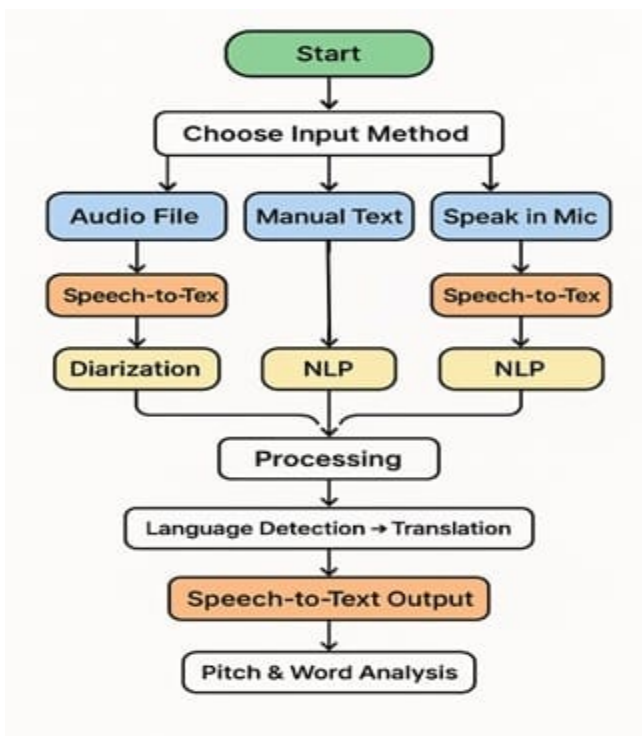 Start
Choose Input Method
Audio File
Manual Text
Speak in Mic
Speech-to-Tex
Speech-to-Tex
Diarization
NLP
NLP
Processing
Language Detection → Translation
Speech-to-Text Output
Pitch & Word Analysis